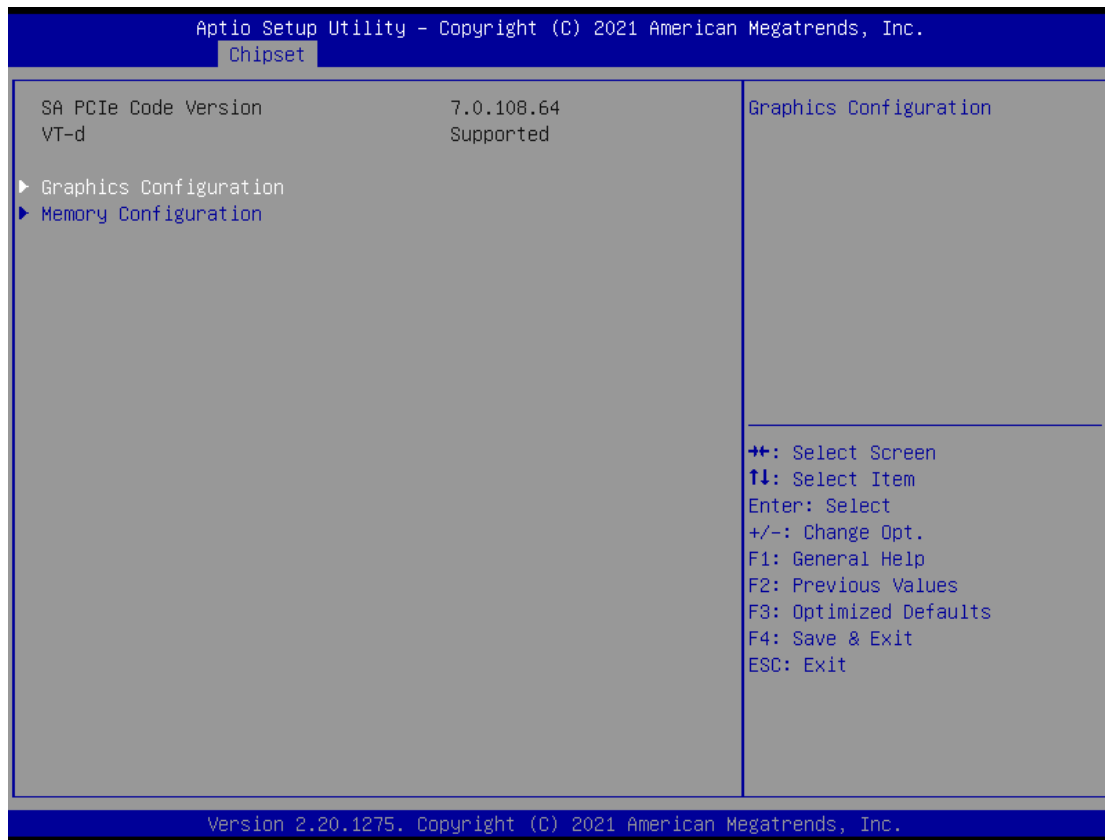 Aptio Setup Utility – Copyright (C) 2021 American Megatrends, Inc.
Chipset
SA PCIe Code Version 7.0.108.64
VT-d Supported
Graphics Configuration
Memory Configuration
Graphics Configuration
→←: Select Screen
↑↓: Select Item
Enter: Select
+/-: Change Opt.
F1: General Help
F2: Previous Values
F3: Optimized Defaults
F4: Save & Exit
ESC: Exit
Version 2.20.1275. Copyright (C) 2021 American Megatrends, Inc.